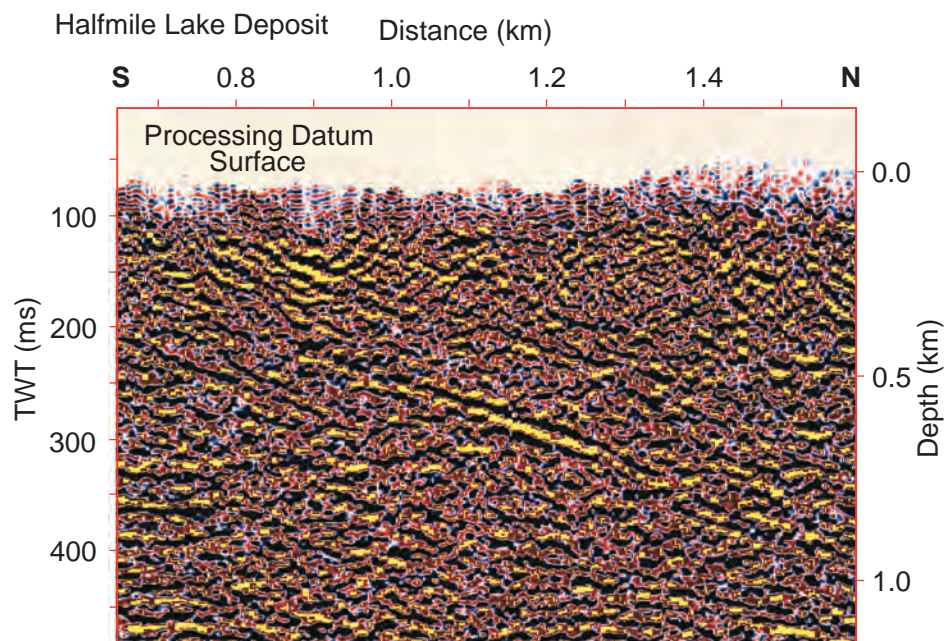 Halfmile Lake Deposit
Distance (km)
S 0.8 1.0 1.2 1.4 N
Processing Datum
Surface
0.0
100
200
300
400
TWT (ms)
0.5
1.0
Depth (km)